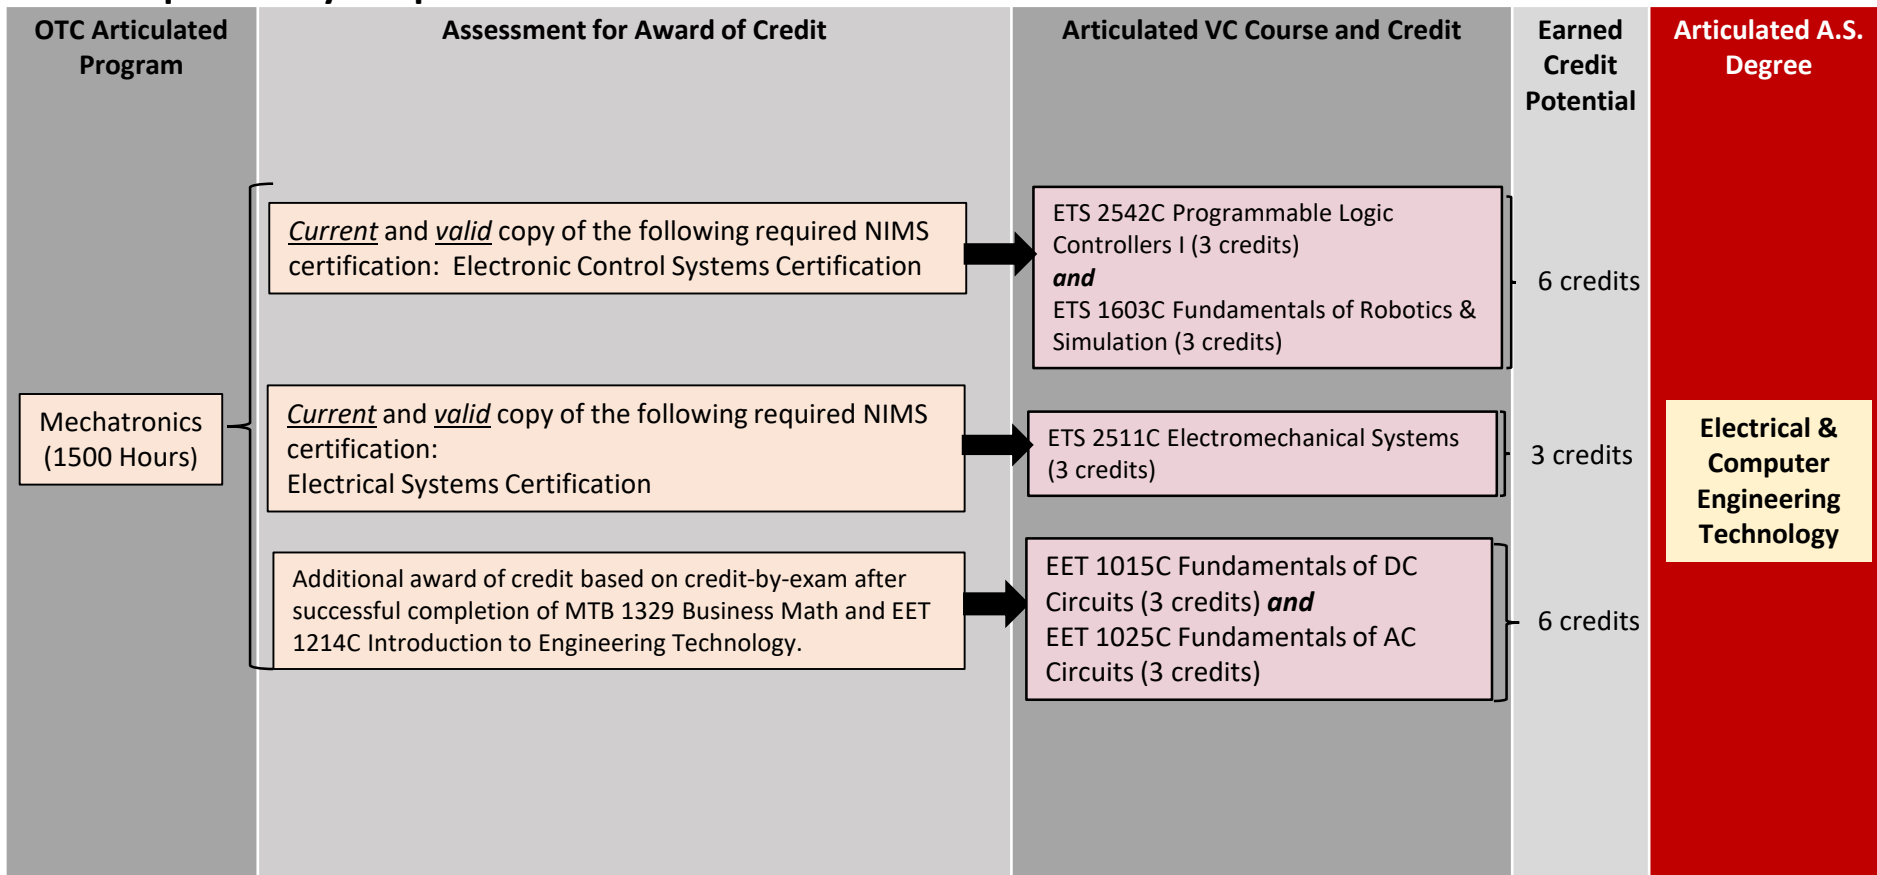 OTC Articulated
Program
Assessment for Award of Credit
Articulated VC Course and Credit
Earned
Credit
Potential
Articulated A.S.
Degree
Mechatronics
(1500 Hours)
Current and valid copy of the following required NIMS
certification:  Electronic Control Systems Certification
ETS 2542C Programmable Logic
Controllers I (3 credits)
and
ETS 1603C Fundamentals of Robotics &
Simulation (3 credits)
6 credits
Current and valid copy of the following required NIMS
certification:
Electrical Systems Certification
ETS 2511C Electromechanical Systems
(3 credits)
3 credits
Additional award of credit based on credit-by-exam after
successful completion of MTB 1329 Business Math and EET
1214C Introduction to Engineering Technology.
EET 1015C Fundamentals of DC
Circuits (3 credits) and
EET 1025C Fundamentals of AC
Circuits (3 credits)
6 credits
Electrical &
Computer
Engineering
Technology